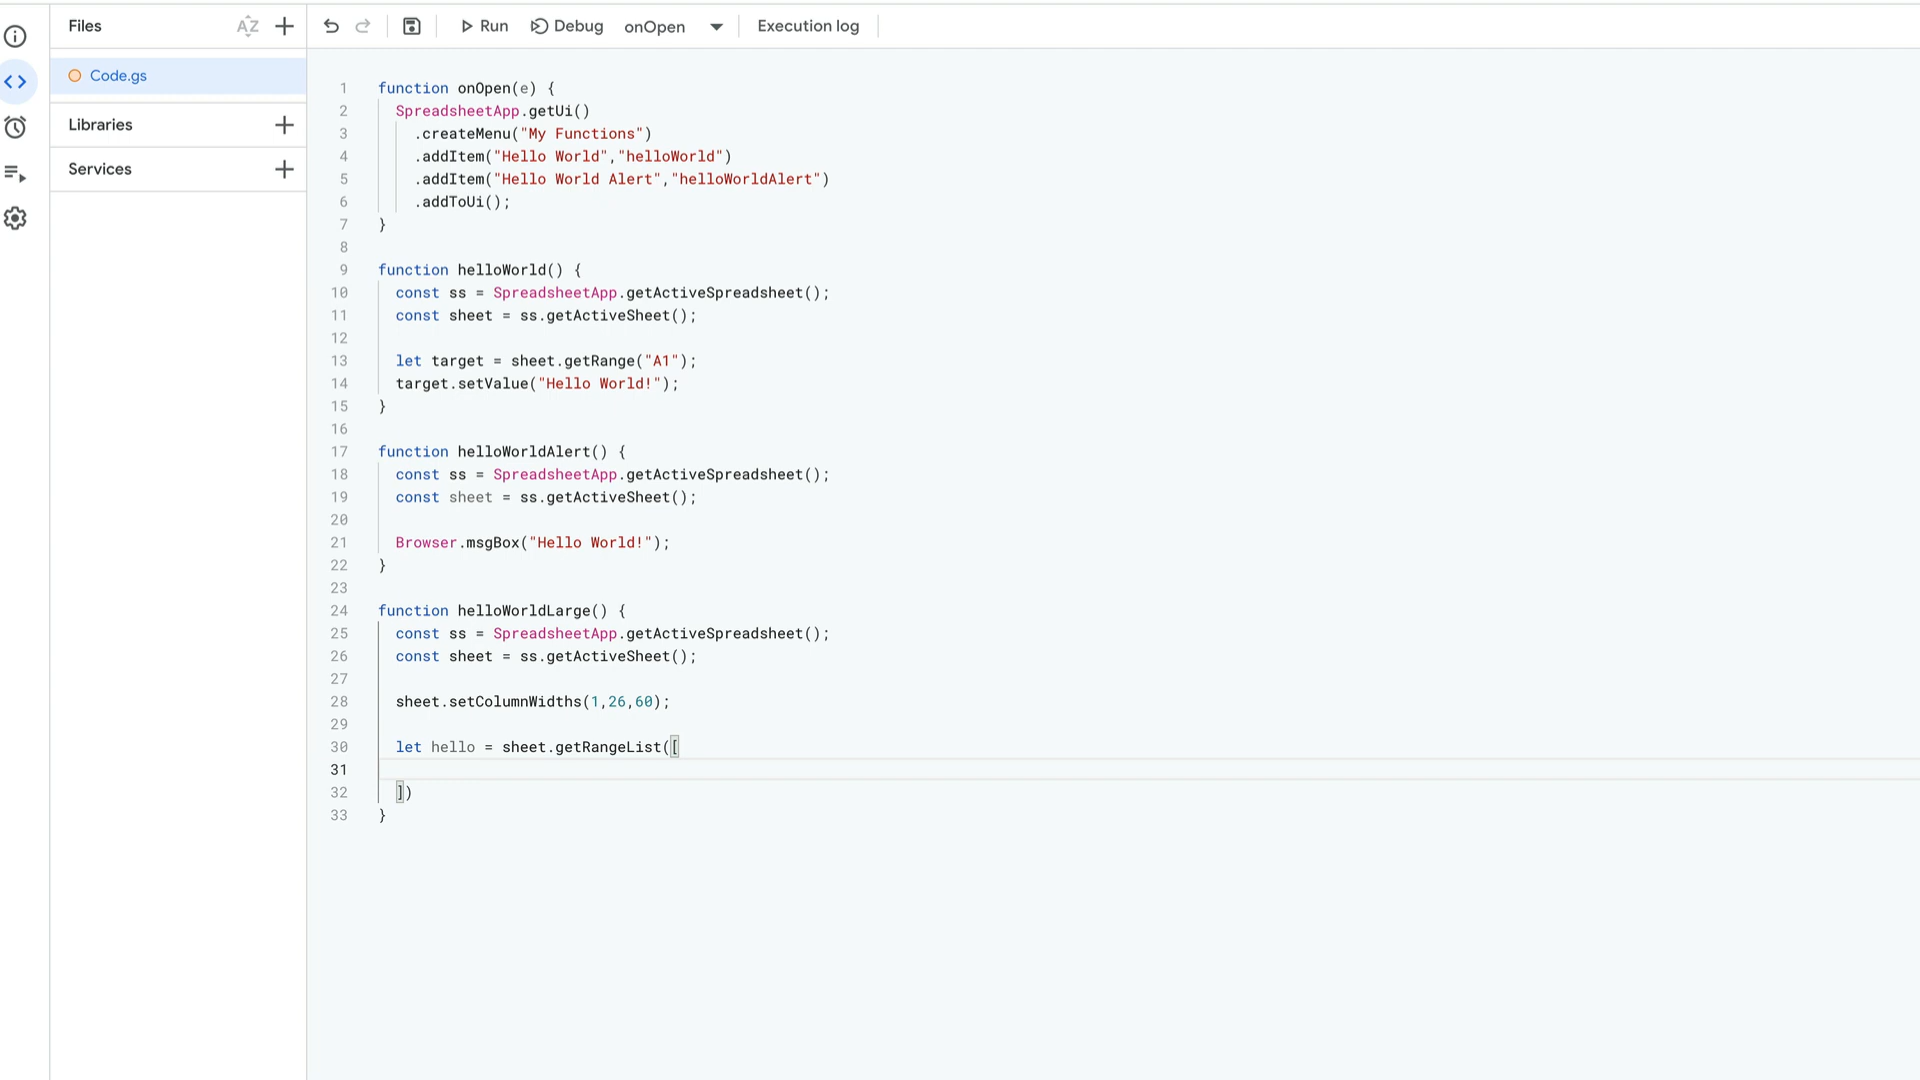 Files
AZ
Run
Debug
onOpen
Execution log
Code.gs
Libraries
Services
1 function onOpen(e) {
2 SpreadsheetApp.getUi()
3 .createMenu("My Functions")
4 .addItem("Hello World","helloWorld")
5 .addItem("Hello World Alert","helloWorldAlert")
6 .addToUi();
7 }
8
9 function helloWorld() {
10 const ss = SpreadsheetApp.getActiveSpreadsheet();
11 const sheet = ss.getActiveSheet();
12
13 let target = sheet.getRange("A1");
14 target.setValue("Hello World!");
15 }
16
17 function helloWorldAlert() {
18 const ss = SpreadsheetApp.getActiveSpreadsheet();
19 const sheet = ss.getActiveSheet();
20
21 Browser.msgBox("Hello World!");
22 }
23
24 function helloWorldLarge() {
25 const ss = SpreadsheetApp.getActiveSpreadsheet();
26 const sheet = ss.getActiveSheet();
27
28 sheet.setColumnWidths(1,26,60);
29
30 let hello = sheet.getRangeList([
31
32 ])
33 }